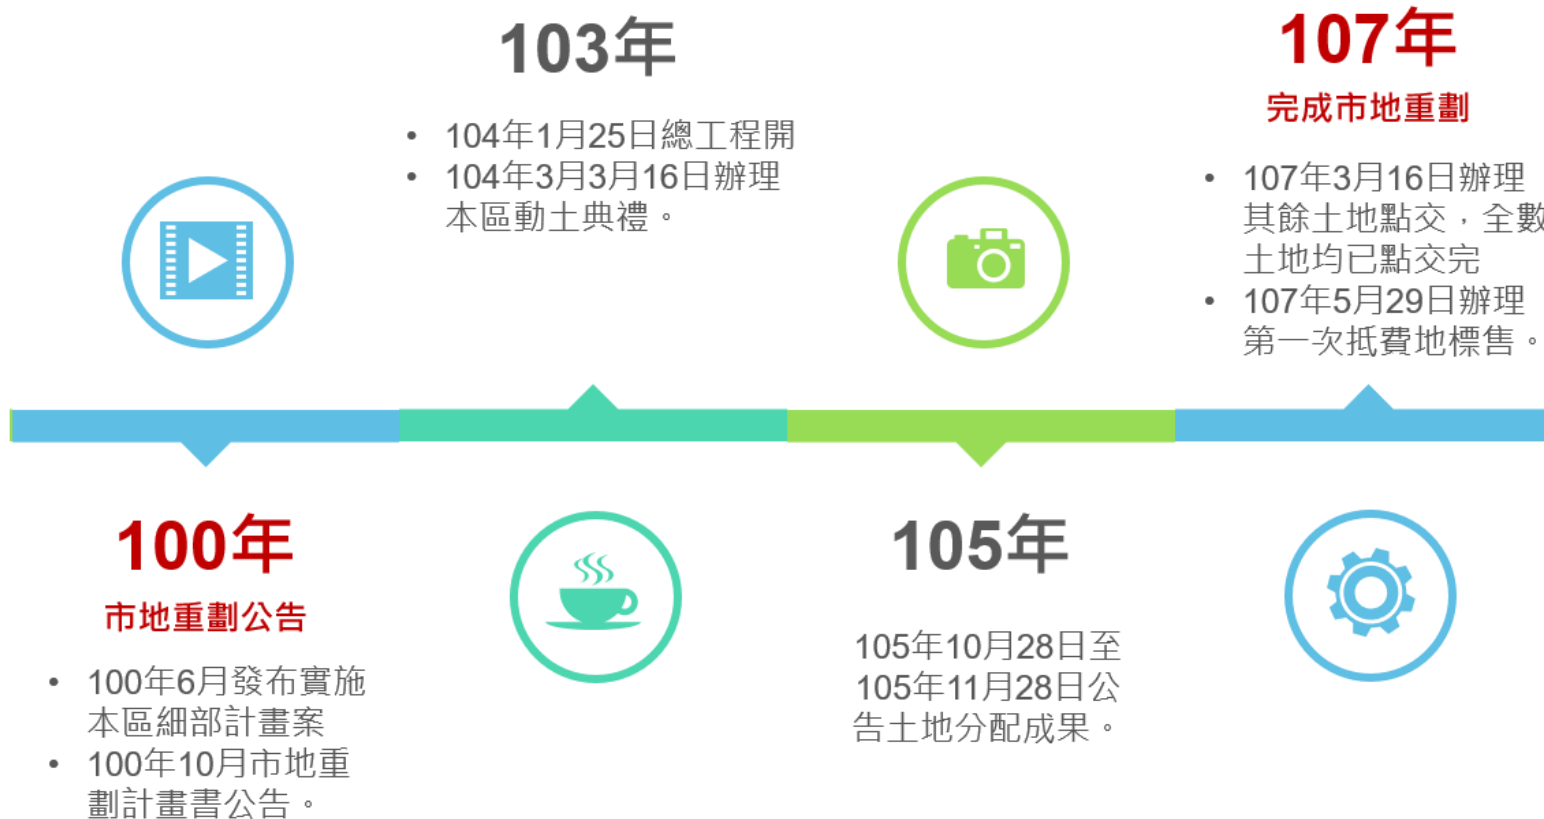 103年
• 104年1月25日總工程開
• 104年3月3月16日辦理
本區動土典禮。
107年
完成市地重劃
• 107年3月16日辦理
其餘土地點交，全數
土地均已點交完
• 107年5月29日辦理
第一次抵費地標售。
100年
市地重劃公告
• 100年6月發布實施
本區細部計畫案
• 100年10月市地重
劃計畫書公告。
105年
105年10月28日至
105年11月28日公
告土地分配成果。